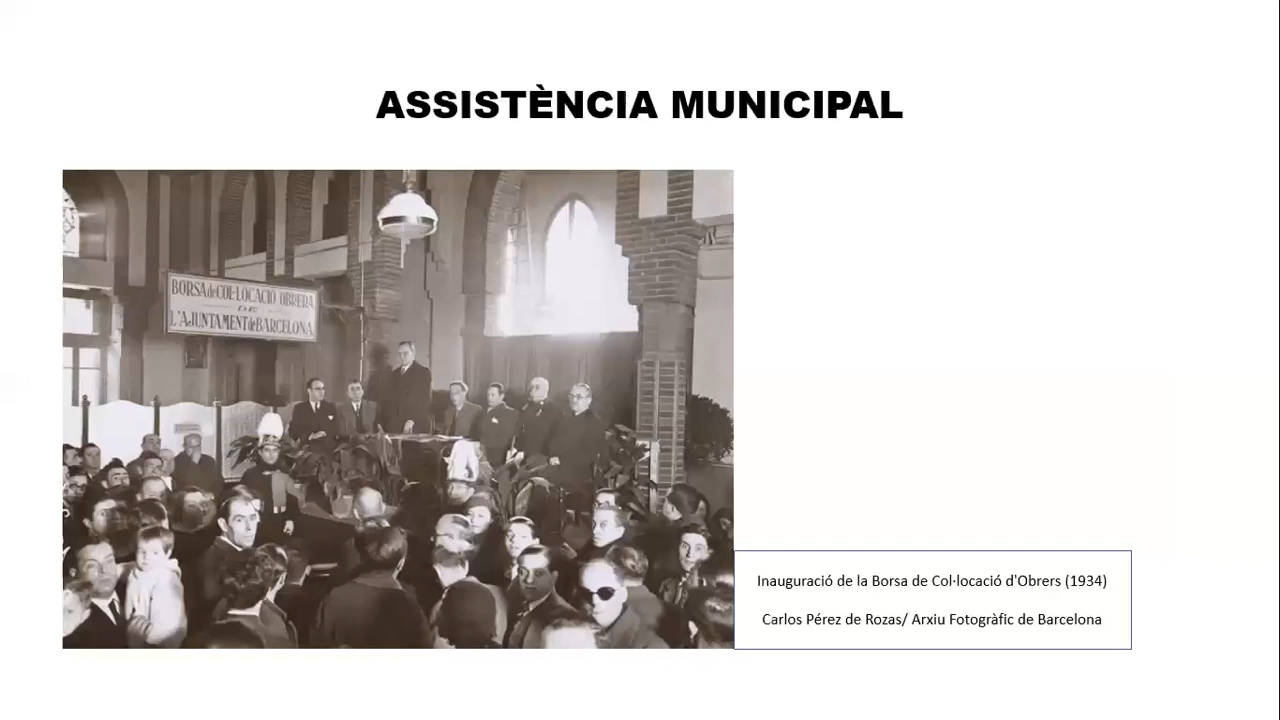 ASSISTÈNCIA MUNICIPAL
BORSA de COL·LOCACIÓ OBRERA
DE
L'AJUNTAMENT de BARCELONA
Inauguració de la Borsa de Col·locació d'Obrers (1934)
Carlos Pérez de Rozas/ Arxiu Fotogràfic de Barcelona